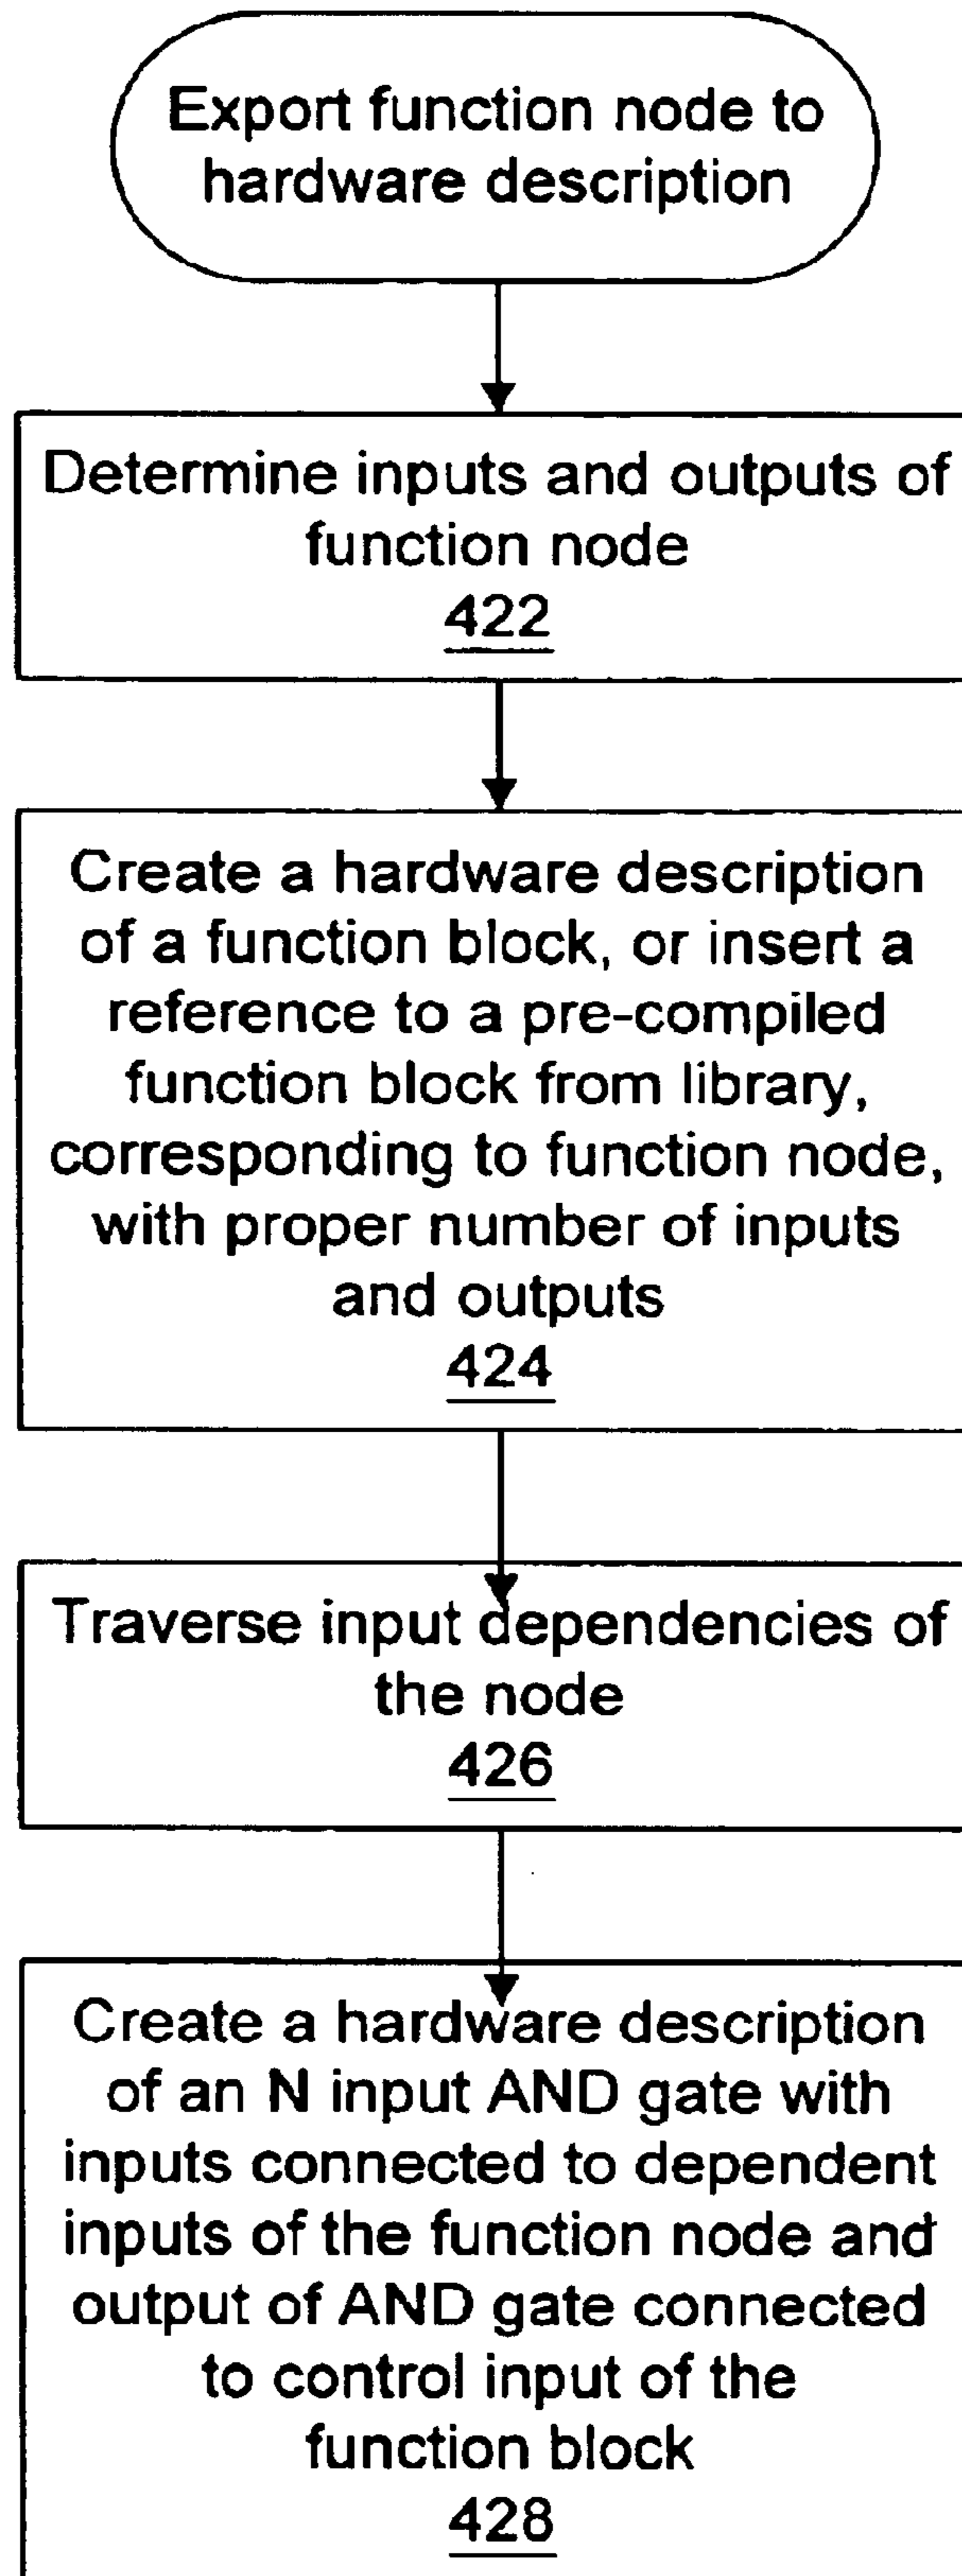 Export function node to
hardware description
Determine inputs and outputs of
function node
422
Create a hardware description
of a function block, or insert a
reference to a pre-compiled
function block from library,
corresponding to function node,
with proper number of inputs
and outputs
424
Traverse input dependencies of
the node
426
Create a hardware description
of an N input AND gate with
inputs connected to dependent
inputs of the function node and
output of AND gate connected
to control input of the
function block
428